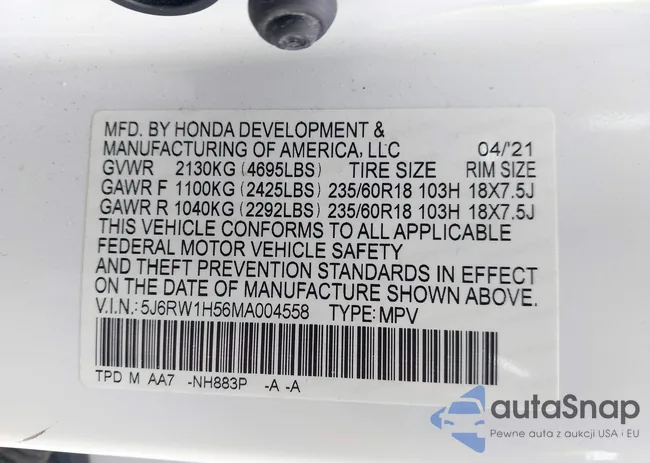 MFD. BY HONDA DEVELOPMENT &
MANUFACTURING OF AMERICA, LLC 04/'21
GVWR 2130KG (4695LBS) TIRE SIZE RIM SIZE
GAWR F 1100KG (2425LBS) 235/60R18 103H 18X7.5J
GAWR R 1040KG (2292LBS) 235/60R18 103H 18X7.5J
THIS VEHICLE CONFORMS TO ALL APPLICABLE
FEDERAL MOTOR VEHICLE SAFETY
AND THEFT PREVENTION STANDARDS IN EFFECT
ON THE DATE OF MANUFACTURE SHOWN ABOVE.
V.I.N.: 5J6RW1H56MA004558 TYPE: MPV
TPD M AA7 -NH883P -A -A
autaSnap
Pewne auta z aukcji USA i EU